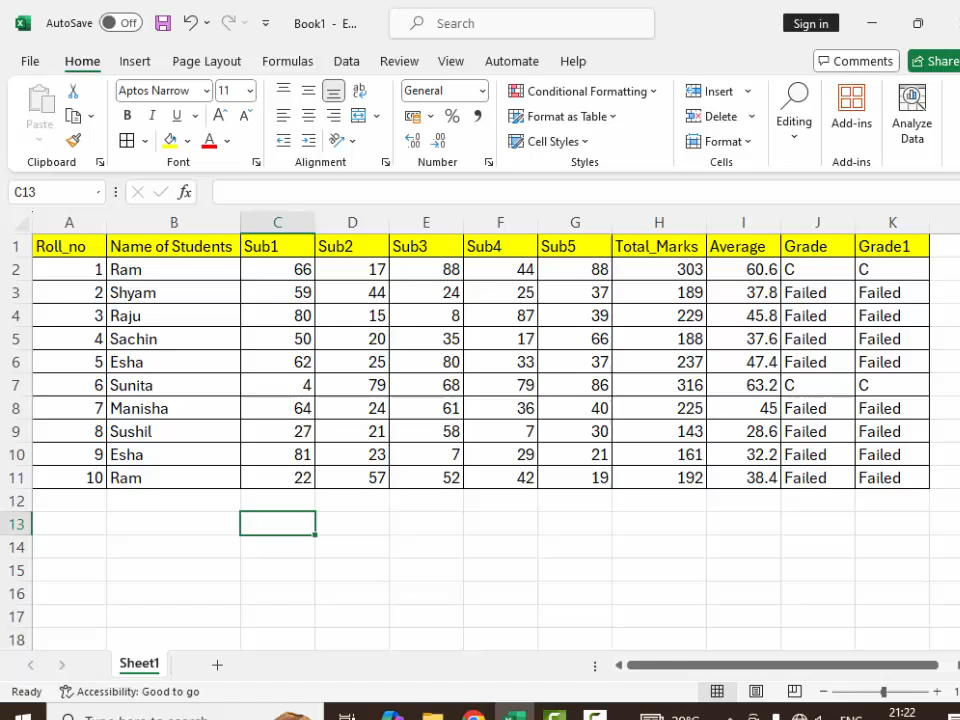 AutoSave Off Book1 - E... Search Sign in
File Home Insert Page Layout Formulas Data Review View Automate Help Comments Share
Paste Aptos Narrow 11 B I U General Conditional Formatting Format as Table Cell Styles Insert Delete Format Editing Add-ins Analyze Data
Clipboard Font Alignment Number Styles Cells Add-ins
C13 fx
A B C D E F G H I J K
1 Roll_no Name of Students Sub1 Sub2 Sub3 Sub4 Sub5 Total_Marks Average Grade Grade1
2 1 Ram 66 17 88 44 88 303 60.6 C C
3 2 Shyam 59 44 24 25 37 189 37.8 Failed Failed
4 3 Raju 80 15 8 87 39 229 45.8 Failed Failed
5 4 Sachin 50 20 35 17 66 188 37.6 Failed Failed
6 5 Esha 62 25 80 33 37 237 47.4 Failed Failed
7 6 Sunita 4 79 68 79 86 316 63.2 C C
8 7 Manisha 64 24 61 36 40 225 45 Failed Failed
9 8 Sushil 27 21 58 7 30 143 28.6 Failed Failed
10 9 Esha 81 23 7 29 21 161 32.2 Failed Failed
11 10 Ram 22 57 52 42 19 192 38.4 Failed Failed
12
13
14
15
16
17
18
Sheet1
Ready Accessibility: Good to go
21:22